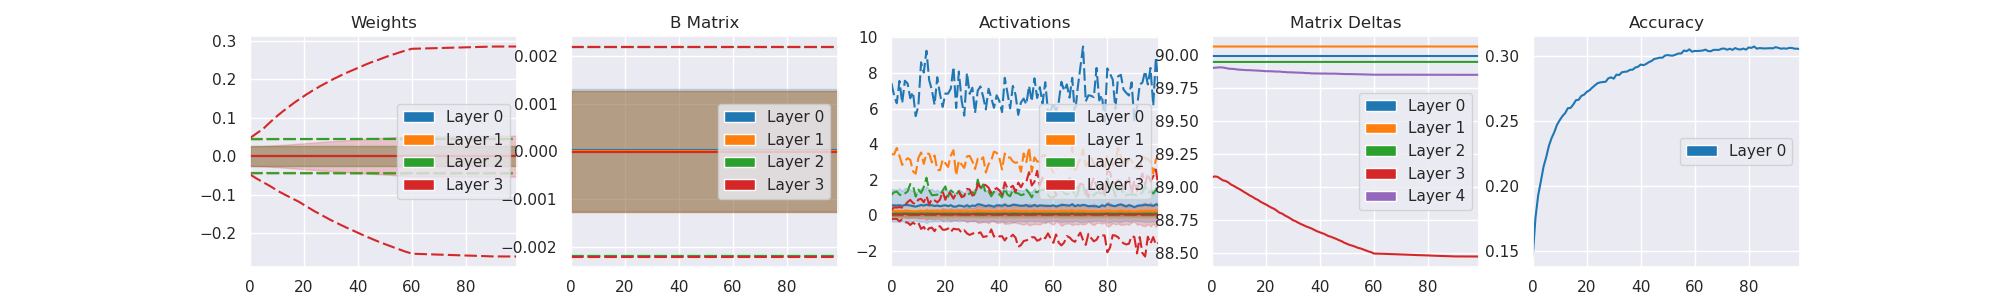 Weights
0.3
0.2
0.1
0.0
−0.1
−0.2
0 20 40 60 80
Layer 0
Layer 1
Layer 2
Layer 3
B Matrix
0.002
0.001
0.000
−0.001
−0.002
0 20 40 60 80
Layer 0
Layer 1
Layer 2
Layer 3
Activations
10
8
6
4
2
0
−2
0 20 40 60 80
Layer 0
Layer 1
Layer 2
Layer 3
Matrix Deltas
90.00
89.75
89.50
89.25
89.00
88.75
88.50
0 20 40 60 80
Layer 0
Layer 1
Layer 2
Layer 3
Layer 4
Accuracy
0.30
0.25
0.20
0.15
0 20 40 60 80
Layer 0